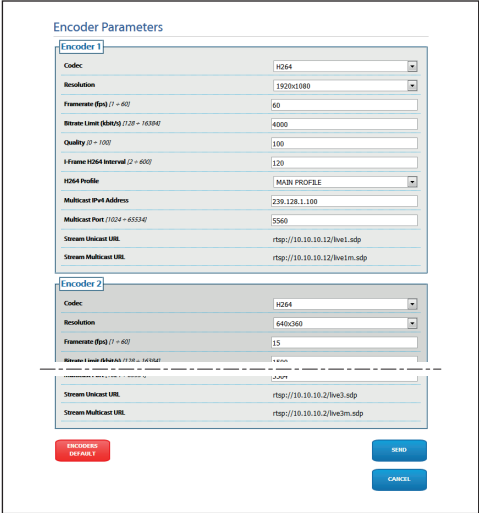 Encoder Parameters
Encoder 1
Codec H264
Resolution 1920x1080
Framerate (fps) [1 ÷ 60] 60
Bitrate Limit (kbit/s) [128 ÷ 16384] 4000
Quality [0 ÷ 100] 100
I-Frame H264 Interval [2 ÷ 600] 120
H264 Profile MAIN PROFILE
Multicast IPv4 Address 239.128.1.100
Multicast Port [1024 ÷ 65534] 5560
Stream Unicast URL rtsp://10.10.10.12/live1.sdp
Stream Multicast URL rtsp://10.10.10.12/live1m.sdp
Encoder 2
Codec H264
Resolution 640x360
Framerate (fps) [1 ÷ 60] 15
Bitrate Limit (kbit/s) [128 ÷ 16384] 1500
Stream Unicast URL rtsp://10.10.10.2/live3.sdp
Stream Multicast URL rtsp://10.10.10.2/live3m.sdp
ENCODERS DEFAULT
SEND
CANCEL